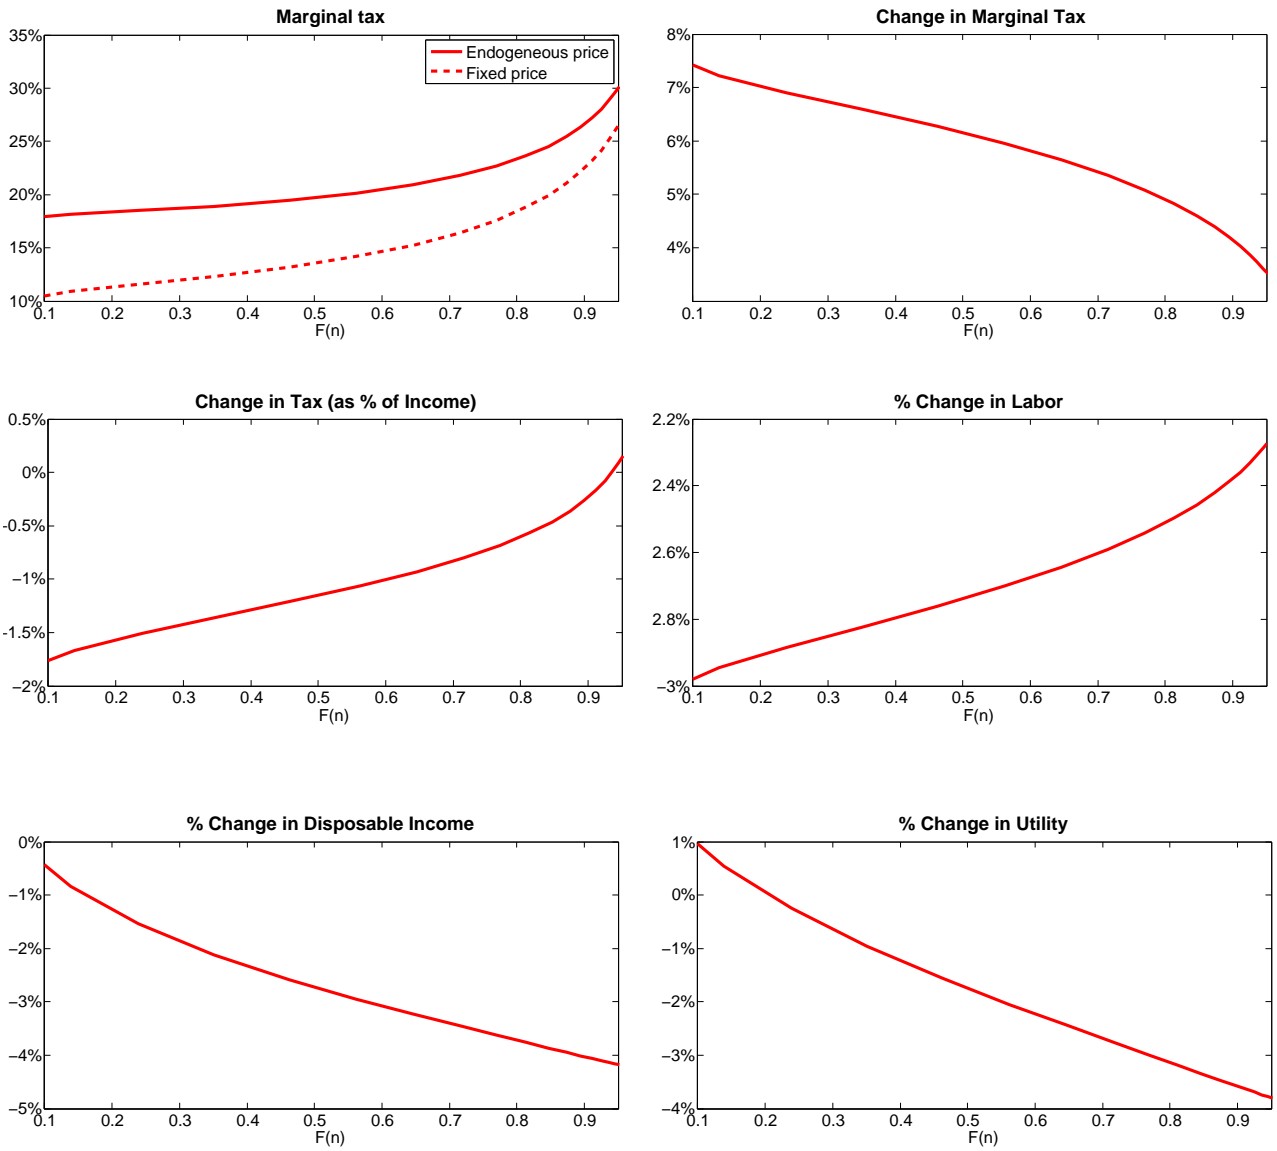 Marginal tax
35%
30%
25%
20%
15%
10%
Endogeneous price
Fixed price
0.1 0.2 0.3 0.4 0.5 0.6 0.7 0.8 0.9
F(n)
Change in Marginal Tax
8%
7%
6%
5%
4%
0.1 0.2 0.3 0.4 0.5 0.6 0.7 0.8 0.9
F(n)
Change in Tax (as % of Income)
0.5%
0%
-0.5%
−1%
-1.5%
−2%
0.1 0.2 0.3 0.4 0.5 0.6 0.7 0.8 0.9
F(n)
% Change in Labor
2.2%
2.4%
2.6%
2.8%
−3%
0.1 0.2 0.3 0.4 0.5 0.6 0.7 0.8 0.9
F(n)
% Change in Disposable Income
0%
−1%
−2%
−3%
−4%
−5%
0.1 0.2 0.3 0.4 0.5 0.6 0.7 0.8 0.9
F(n)
% Change in Utility
1%
0%
−1%
−2%
−3%
−4%
0.1 0.2 0.3 0.4 0.5 0.6 0.7 0.8 0.9
F(n)